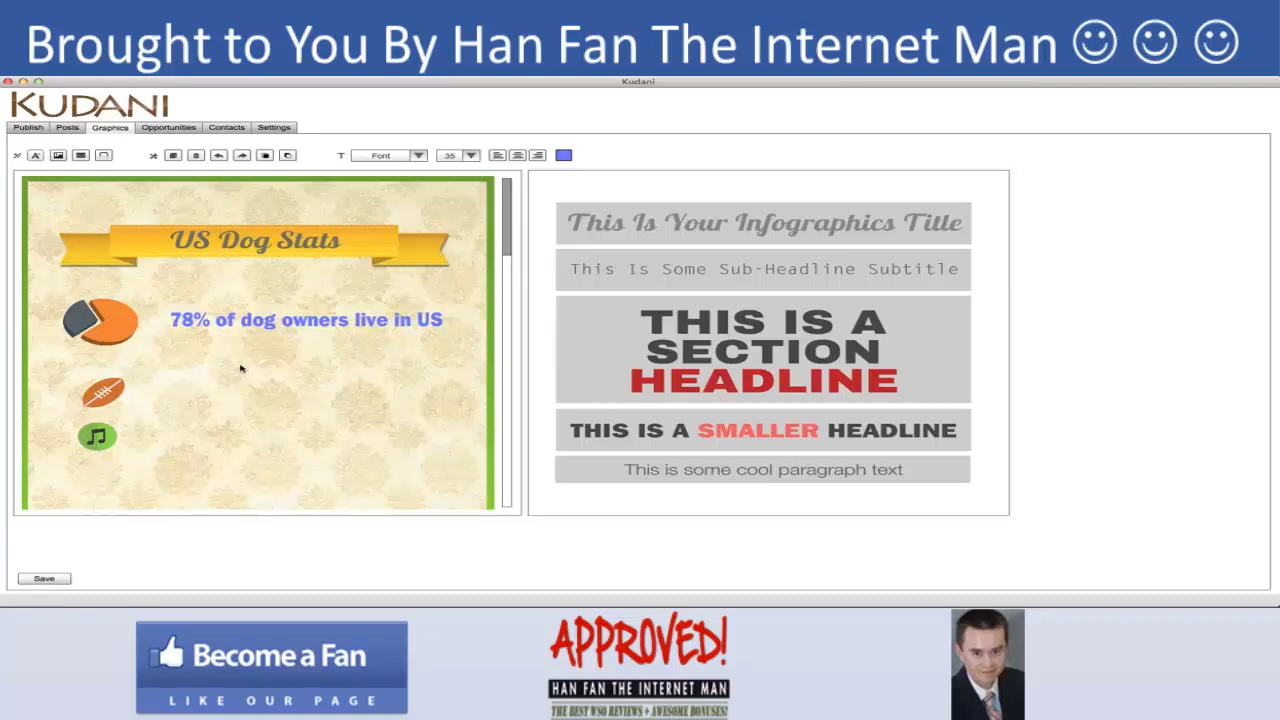 Brought to You By Han Fan The Internet Man ☺ ☺ ☺
Kudani
KUDANI
Publish Posts Graphics Opportunities Contacts Settings
T Font 35
US Dog Stats
78% of dog owners live in US
This Is Your Infographics Title
This Is Some Sub-Headline Subtitle
THIS IS A
SECTION
HEADLINE
THIS IS A SMALLER HEADLINE
This is some cool paragraph text
Save
Become a Fan
LIKE OUR PAGE
APPROVED!
HAN FAN THE INTERNET MAN
THE BEST WSO REVIEWS + AWESOME BONUSES!